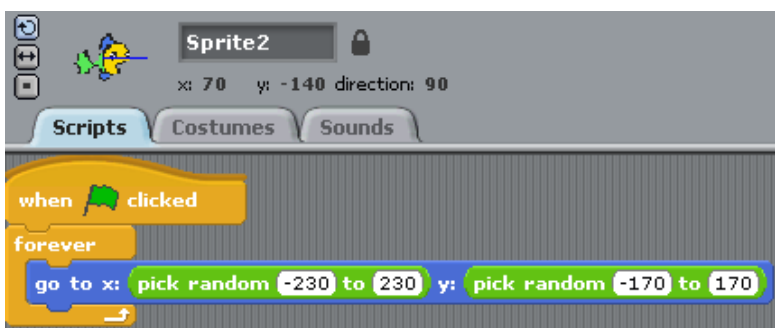 Sprite2
x: 70 y: -140 direction: 90
Scripts Costumes Sounds
when clicked
forever
go to x: pick random -230 to 230 y: pick random -170 to 170